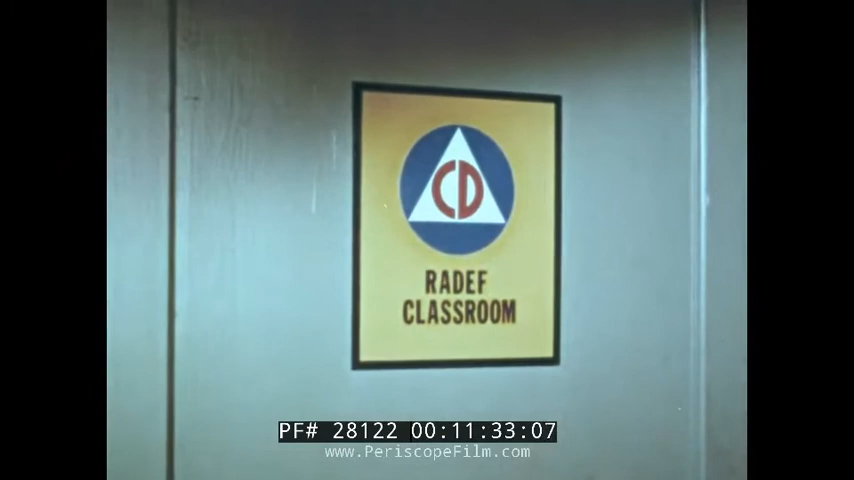 CD
RADEF
CLASSROOM
PF# 28122 00:11:33:07
www.PeriscopeFilm.com